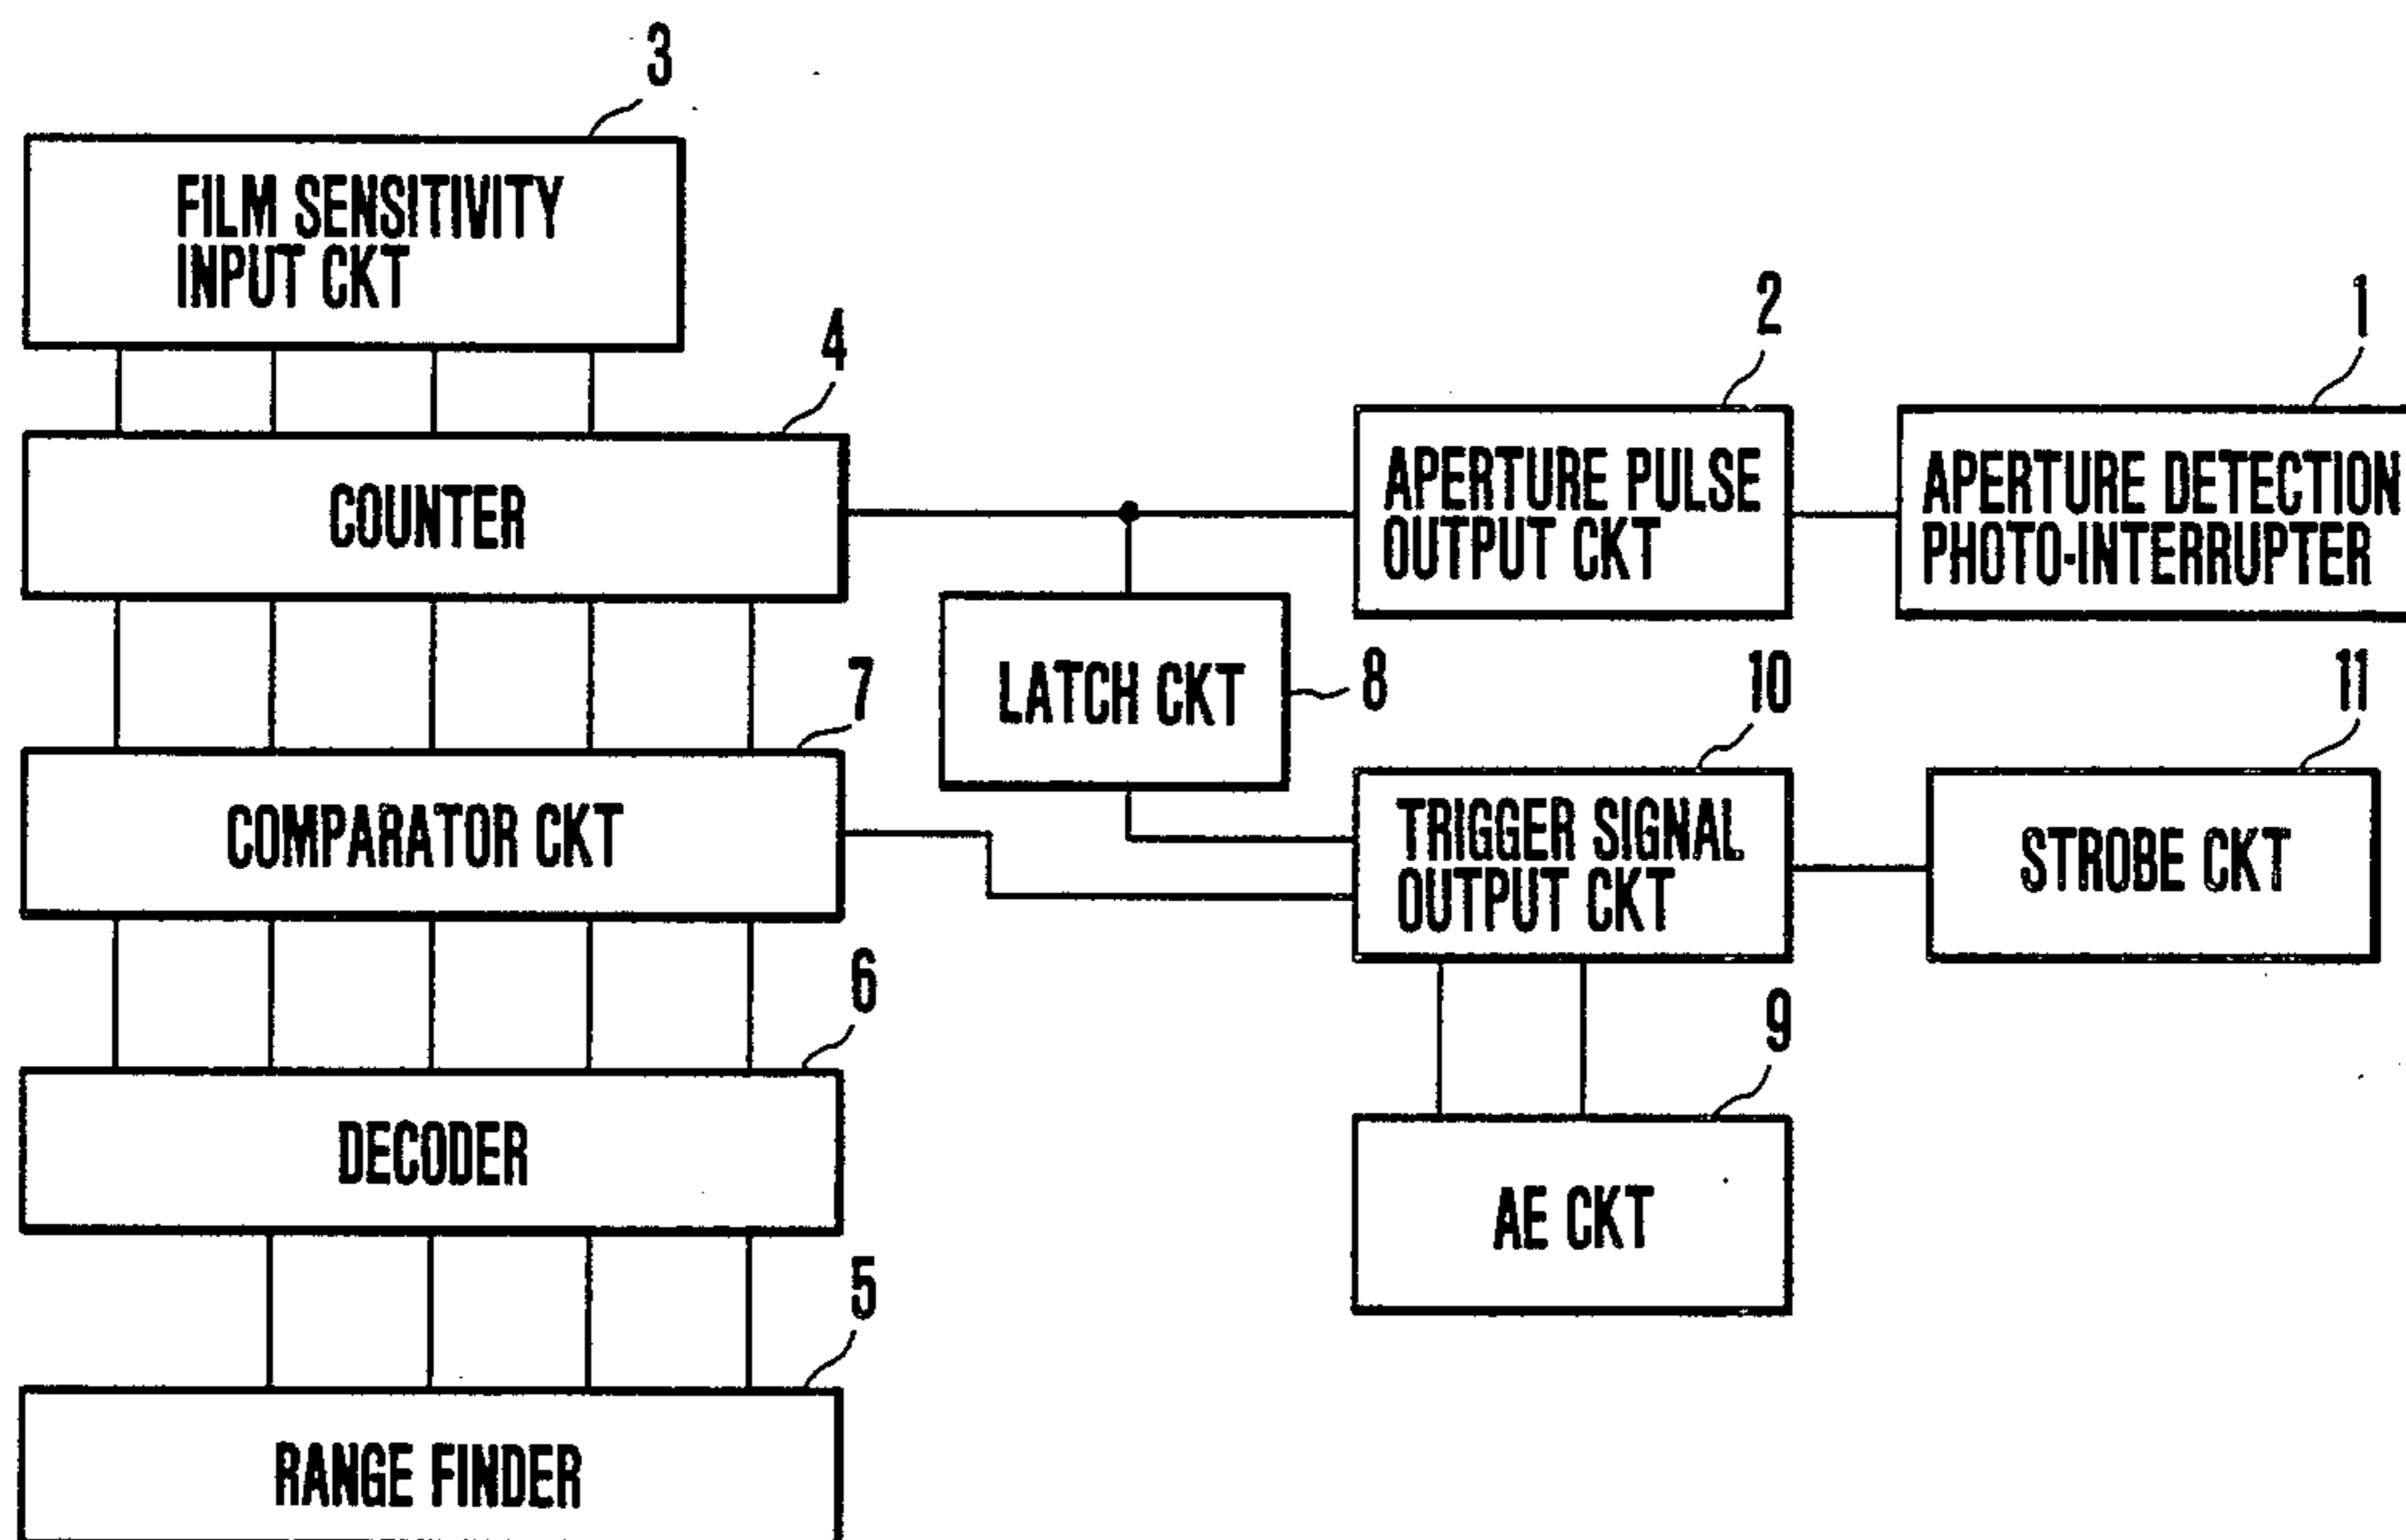 3
FILM SENSITIVITY
INPUT CKT
4
COUNTER
2
APERTURE PULSE
OUTPUT CKT
1
APERTURE DETECTION
PHOTO-INTERRUPTER
7
COMPARATOR CKT
LATCH CKT
8
10
TRIGGER SIGNAL
OUTPUT CKT
11
STROBE CKT
6
DECODER
9
AE CKT
5
RANGE FINDER